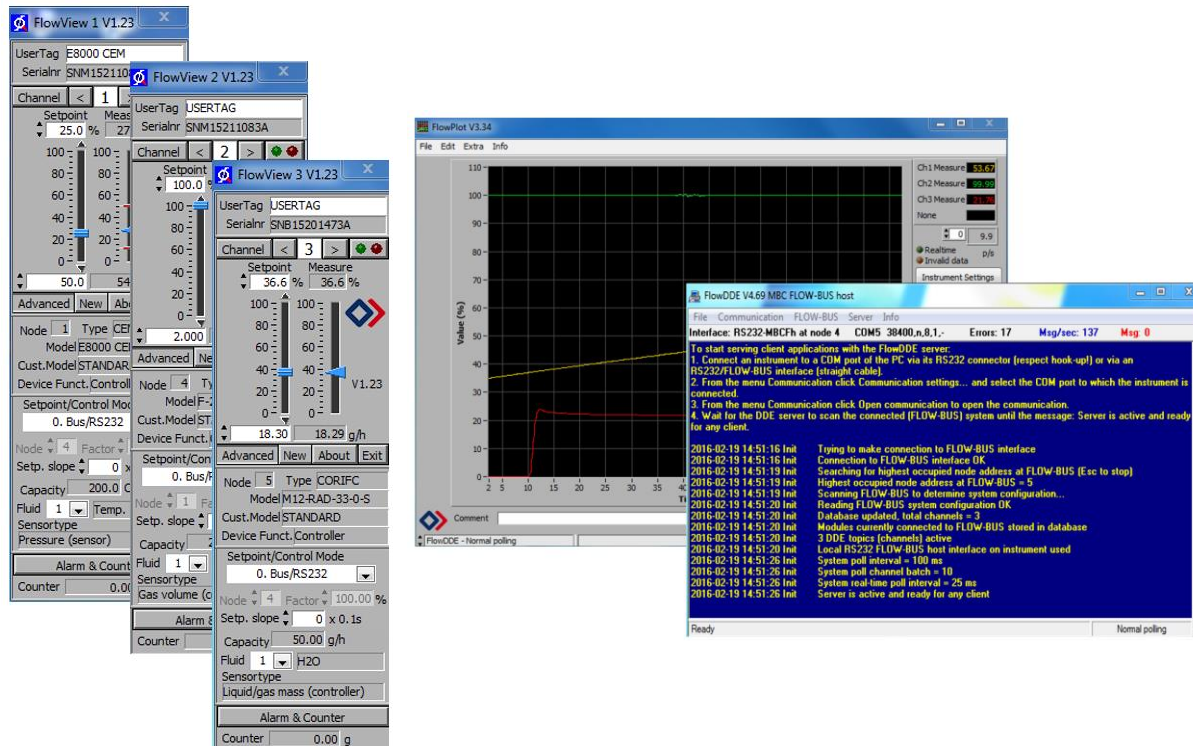 FlowView 1 V1.23
UserTag E8000 CEM
Serialnr
Channel < 1
Setpoint
25.0 %
100 100
80 80
60 60
40 40
20 20
0 0
50.0
Advanced New
Node 1 Type
Model E8000
Cust.Model
Device Funct.
Setpoint/Control
0. Bus/RS232
Node 4 Factor
Setp. slope 0 x
Capacity 200.0
Fluid 1 Temp.
Sensortype
Pressure (sensor)
Alarm &
Counter
FlowView 2 V1.23
UserTag USERTAG
Serialnr SNM15211083A
Channel < 2 >
Setpoint
100.0
100
80
60
40
20
0
2.000
Advanced
Node 4
Model
Cust.Model
Device Funct.
Node 1
Setp. slope
Capacity
Fluid 1
Sensortype
Gas volume
Alarm
Counter
FlowView 3 V1.23
UserTag USERTAG
Serialnr SNB15201473A
Channel < 3 >
Setpoint Measure
36.6 % 36.6 %
100 100
80 80
60 60
40 40
20 20
0 0
V1.23
18.30 18.29 g/h
Advanced New About Exit
Node 5 Type CORIFC
Model M12-RAD-33-0-S
Cust.Model STANDARD
Device Funct. Controller
Setpoint/Control Mode
0. Bus/RS232
Node 4 Factor 100.00 %
Setp. slope 0 x 0.1s
Capacity 50.00 g/h
Fluid 1 H2O
Sensortype
Liquid/gas mass (controller)
Alarm & Counter
Counter 0.00 g
FlowPlot V3.34
File Edit Extra Info
Value (%)
110
100
90
80
70
60
50
40
30
20
10
0
2 5 10 15 20 25 30 35 40
Ch1 Measure 53.67
Ch2 Measure 99.99
Ch3 Measure 21.76
None
0 9.9
Realtime p/s
Invalid data
Instrument Settings
Comment
FlowDDE - Normal polling
FlowDDE V4.69 MBC FLOW-BUS host
File Communication FLOW-BUS Server Info
Interface: RS232-MBCFh at node 4 COM5 38400,n,8,1,- Errors: 17 Msg/sec: 137 Msg: 0
To start serving client applications with the FlowDDE server:
1. Connect an instrument to a COM port of the PC via its RS232 connector (respect hook-up!) or via an
RS232/FLOW-BUS interface (straight cable).
2. From the menu Communication click Communication settings... and select the COM port to which the instrument is
connected.
3. From the menu Communication click Open communication to open the communication.
4. Wait for the DDE server to scan the connected (FLOW-BUS) system until the message: Server is active and ready
for any client.
2016-02-19 14:51:16 Init Trying to make connection to FLOW-BUS interface
2016-02-19 14:51:16 Init Connection to FLOW-BUS interface OK
2016-02-19 14:51:19 Init Searching for highest occupied node address at FLOW-BUS (Esc to stop)
2016-02-19 14:51:19 Init Highest occupied node address at FLOW-BUS = 5
2016-02-19 14:51:19 Init Scanning FLOW-BUS to determine system configuration...
2016-02-19 14:51:20 Init Reading FLOW-BUS system configuration OK
2016-02-19 14:51:20 Init Database updated, total channels = 3
2016-02-19 14:51:20 Init Modules currently connected to FLOW-BUS stored in database
2016-02-19 14:51:20 Init 3 DDE topics (channels) active
2016-02-19 14:51:20 Init Local RS232 FLOW-BUS host interface on instrument used
2016-02-19 14:51:26 Init System poll interval = 100 ms
2016-02-19 14:51:26 Init System poll channel batch = 10
2016-02-19 14:51:26 Init System real-time poll interval = 25 ms
2016-02-19 14:51:26 Init Server is active and ready for any client
Ready Normal polling